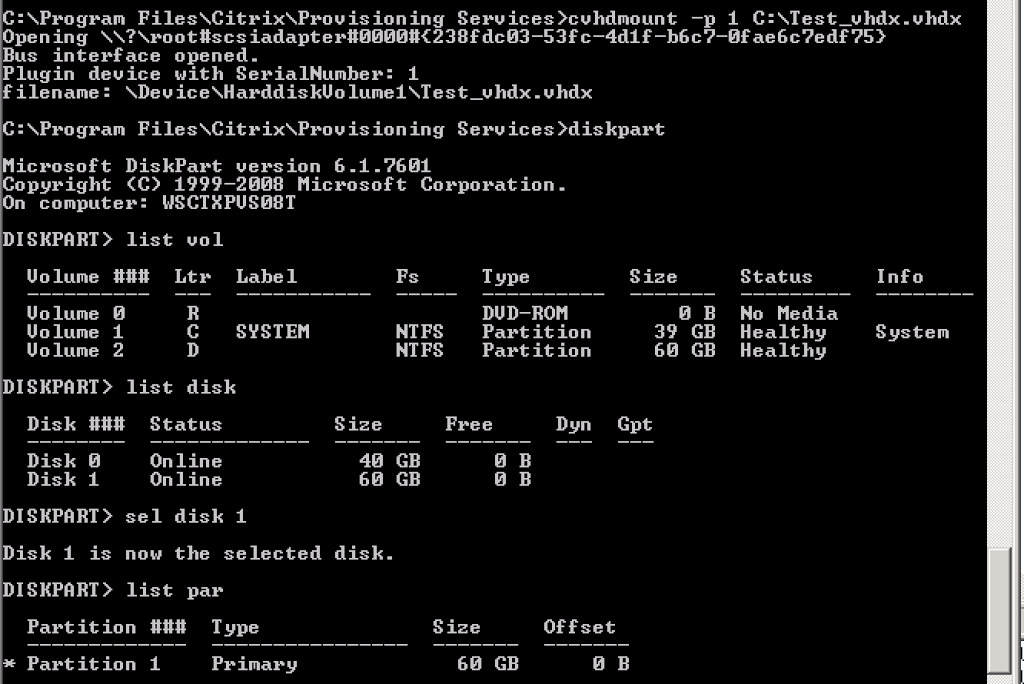 C:\Program Files\Citrix\Provisioning Services>cvhdmount -p 1 C:\Test_vhdx.vhdx
Opening \\?\root#scsiadapter#0000#{238fdc03-53fc-4d1f-b6c7-0fae6c7edf75}
Bus interface opened.
Plugin device with SerialNumber: 1
filename: \Device\HarddiskVolume1\Test_vhdx.vhdx
C:\Program Files\Citrix\Provisioning Services>diskpart
Microsoft DiskPart version 6.1.7601
Copyright (C) 1999-2008 Microsoft Corporation.
On computer: WSCTXPVS08T
DISKPART> list vol
  Volume ###  Ltr  Label        Fs     Type        Size     Status     Info
  ----------  ---  -----------  -----  ----------  -------  ---------  --------
  Volume 0     R                       DVD-ROM         0 B  No Media
  Volume 1     C   SYSTEM       NTFS   Partition     39 GB  Healthy    System
  Volume 2     D                NTFS   Partition     60 GB  Healthy
DISKPART> list disk
  Disk ###  Status         Size     Free     Dyn  Gpt
  --------  -------------  -------  -------  ---  ---
  Disk 0    Online           40 GB      0 B
  Disk 1    Online           60 GB      0 B
DISKPART> sel disk 1
Disk 1 is now the selected disk.
DISKPART> list par
  Partition ###  Type              Size     Offset
  -------------  ----------------  -------  -------
* Partition 1    Primary             60 GB      0 B